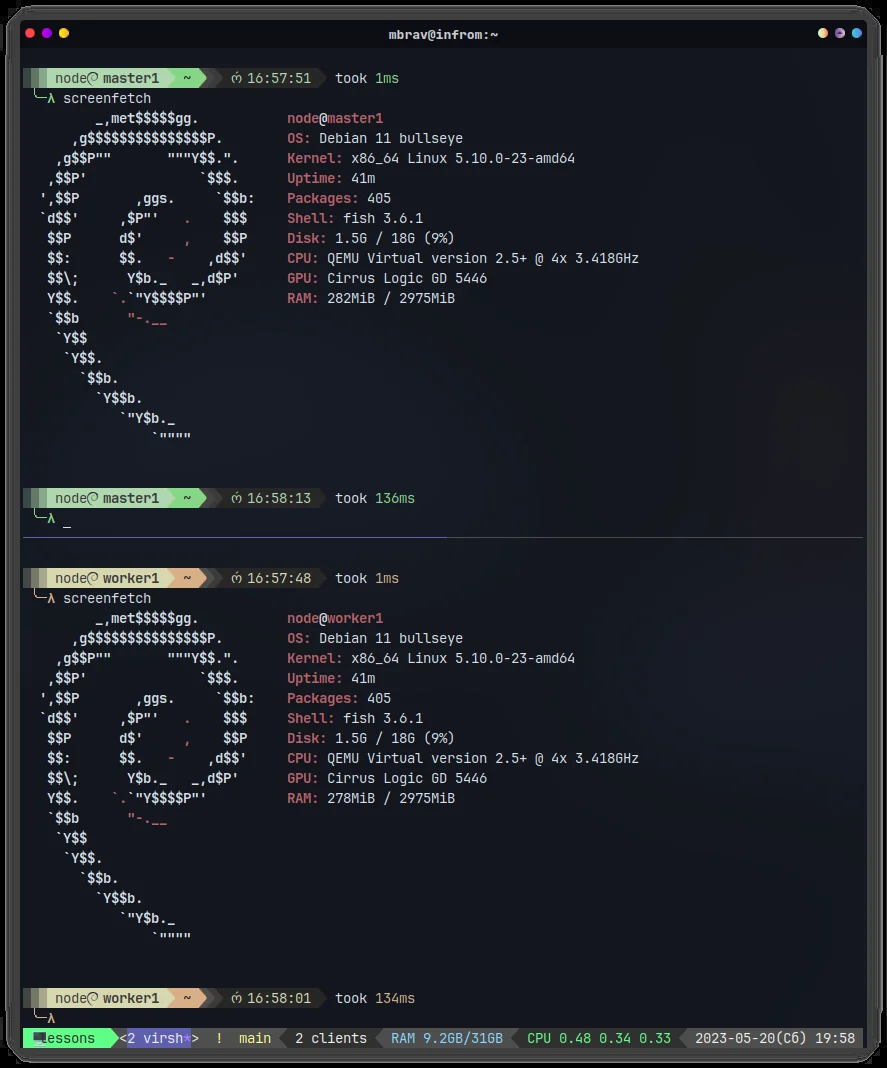 mbrav@infrom:~
node@ master1 ~ 16:57:51 took 1ms
╰─λ screenfetch
         _,met$$$$$gg.           node@master1
      ,g$$$$$$$$$$$$$$$P.        OS: Debian 11 bullseye
    ,g$$P""       """Y$$.".      Kernel: x86_64 Linux 5.10.0-23-amd64
   ,$$P'              `$$$.      Uptime: 41m
  ',$$P       ,ggs.     `$$b:    Packages: 405
  `d$$'     ,$P"'   .    $$$     Shell: fish 3.6.1
   $$P      d$'     ,    $$P     Disk: 1.5G / 18G (9%)
   $$:      $$.   -    ,d$$'     CPU: QEMU Virtual version 2.5+ @ 4x 3.418GHz
   $$\;      Y$b._   _,d$P'      GPU: Cirrus Logic GD 5446
   Y$$.    `.`"Y$$$$P"'          RAM: 282MiB / 2975MiB
   `$$b      "-.__
    `Y$$
     `Y$$.
       `$$b.
         `Y$$b.
            `"Y$b._
                `""""
node@ master1 ~ 16:58:13 took 136ms
╰─λ _
node@ worker1 ~ 16:57:48 took 1ms
╰─λ screenfetch
         _,met$$$$$gg.           node@worker1
      ,g$$$$$$$$$$$$$$$P.        OS: Debian 11 bullseye
    ,g$$P""       """Y$$.".      Kernel: x86_64 Linux 5.10.0-23-amd64
   ,$$P'              `$$$.      Uptime: 41m
  ',$$P       ,ggs.     `$$b:    Packages: 405
  `d$$'     ,$P"'   .    $$$     Shell: fish 3.6.1
   $$P      d$'     ,    $$P     Disk: 1.5G / 18G (9%)
   $$:      $$.   -    ,d$$'     CPU: QEMU Virtual version 2.5+ @ 4x 3.418GHz
   $$\;      Y$b._   _,d$P'      GPU: Cirrus Logic GD 5446
   Y$$.    `.`"Y$$$$P"'          RAM: 278MiB / 2975MiB
   `$$b      "-.__
    `Y$$
     `Y$$.
       `$$b.
         `Y$$b.
            `"Y$b._
                `""""
node@ worker1 ~ 16:58:01 took 134ms
╰─λ
essons <2 virsh*> ! main 2 clients RAM 9.2GB/31GB CPU 0.48 0.34 0.33 2023-05-20(Сб) 19:58